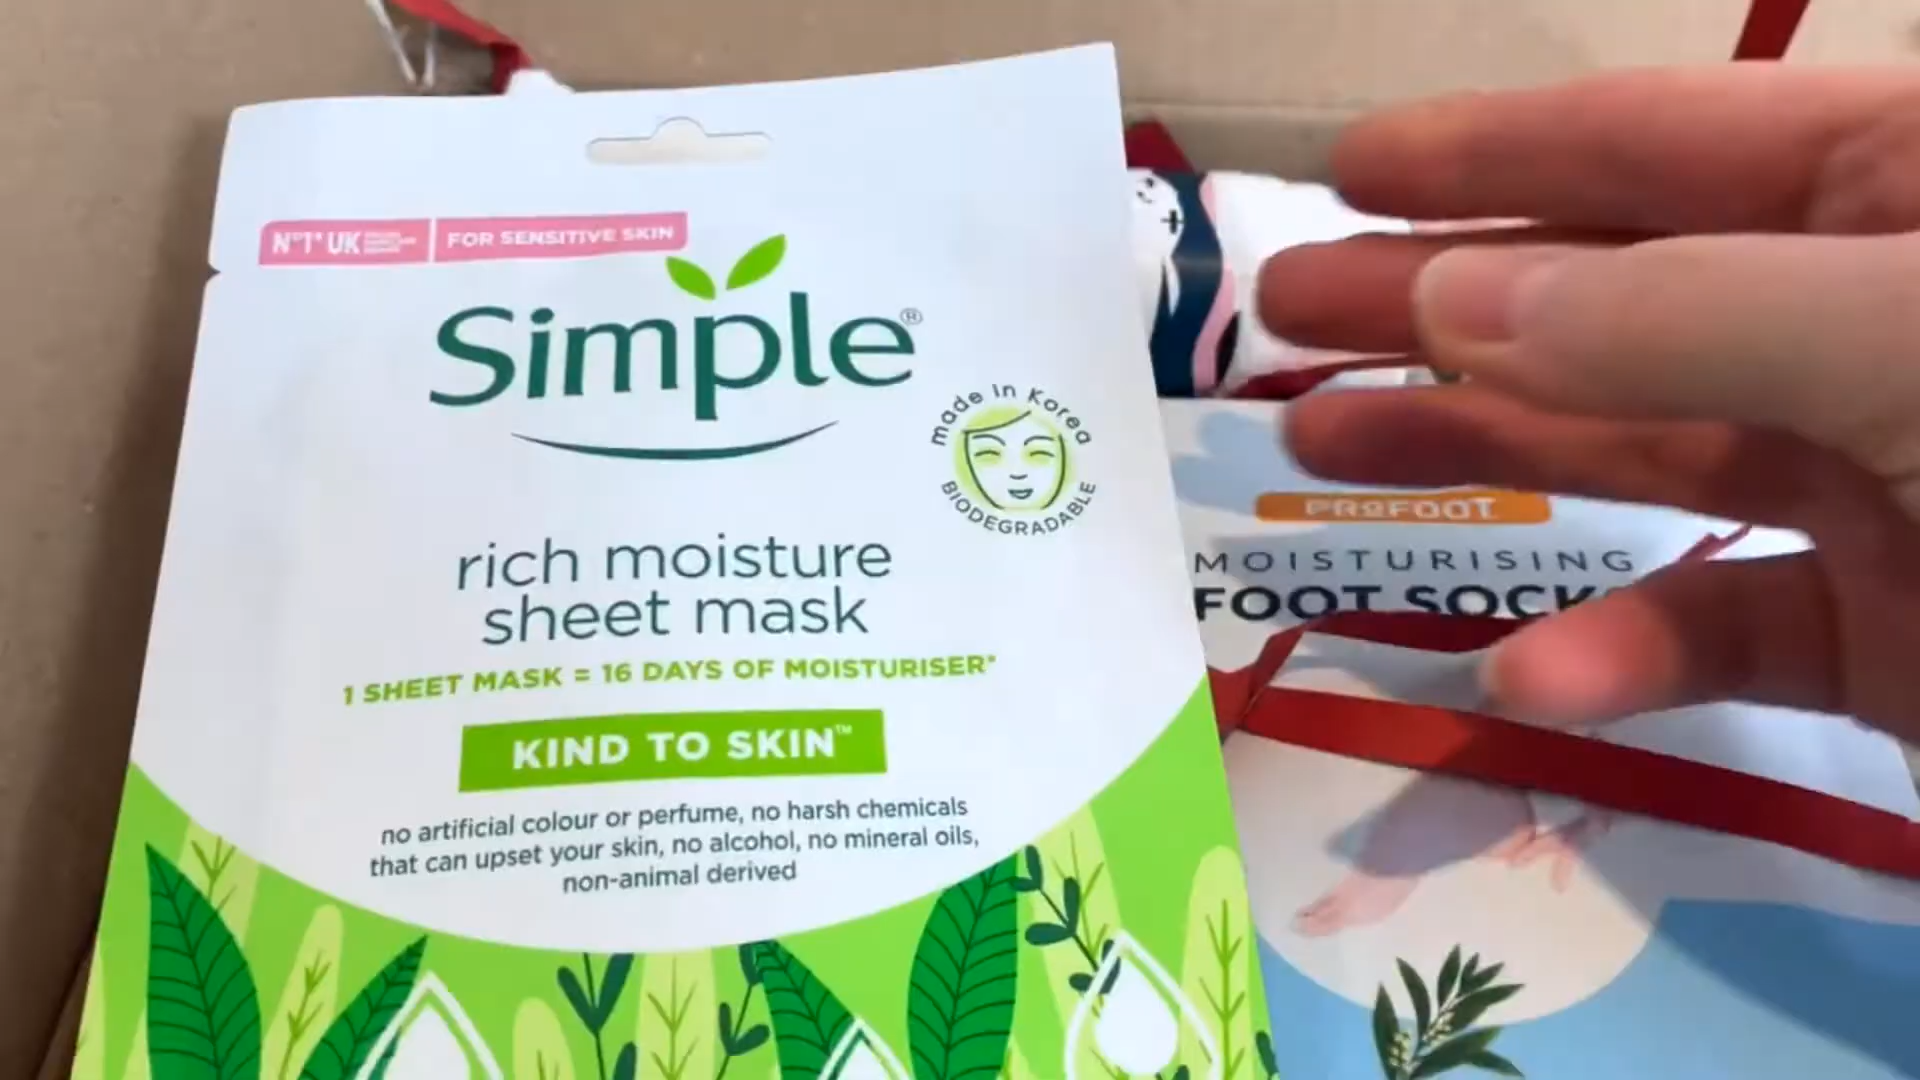 N°1* UK
FOR SENSITIVE SKIN
Simple®
made in Korea
BIODEGRADABLE
rich moisture
sheet mask
1 SHEET MASK = 16 DAYS OF MOISTURISER*
KIND TO SKIN™
no artificial colour or perfume, no harsh chemicals
that can upset your skin, no alcohol, no mineral oils,
non-animal derived
PROFOOT
MOISTURISING
FOOT SOCK